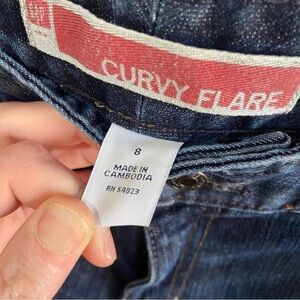 CURVY FLARE
8
MADE IN
CAMBODIA
RN 54023